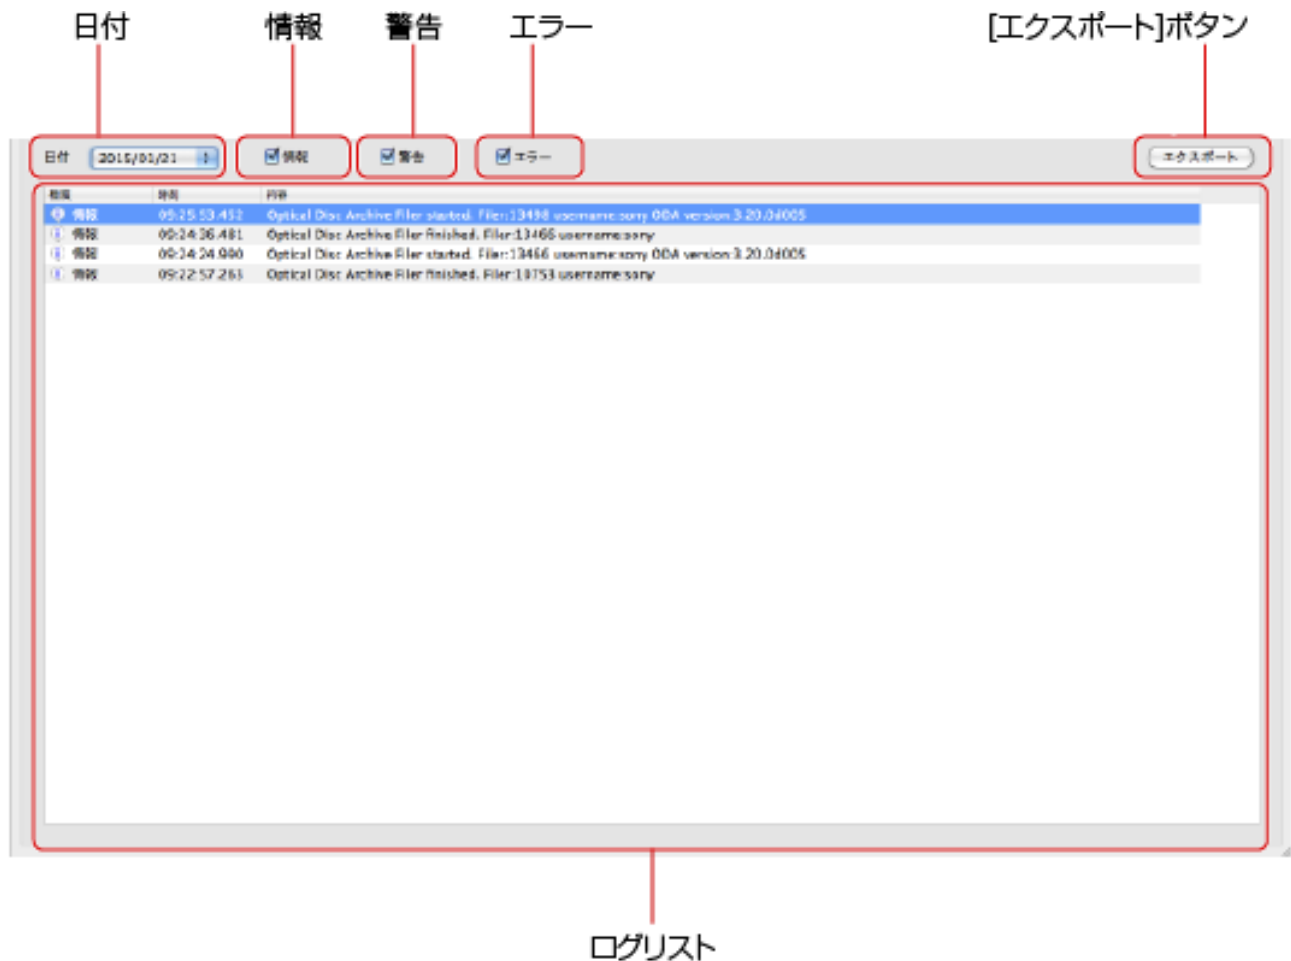 日付 情報 警告 エラー [エクスポート]ボタン
日付 2015/01/21 情報 警告 エラー エクスポート
種類 時刻 内容
情報 09:25:53.452 Optical Disc Archive Filer started. Filer:13498 username:sony ODA version:3.20.0d005
情報 09:24:36.481 Optical Disc Archive Filer finished. Filer:13466 username:sony
情報 09:24:24.990 Optical Disc Archive Filer started. Filer:13466 username:sony ODA version:3.20.0d005
情報 09:22:57.263 Optical Disc Archive Filer finished. Filer:10753 username:sony
ログリスト